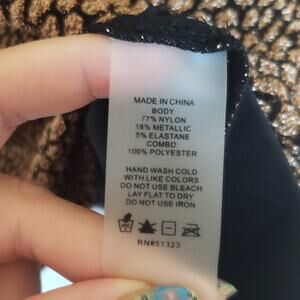 MADE IN CHINA
BODY
77% NYLON
18% METALLIC
5% ELASTANE
COMBO:
100% POLYESTER
HAND WASH COLD
WITH LIKE COLORS
DO NOT USE BLEACH
LAY FLAT TO DRY
DO NOT USE IRON
RN#51323